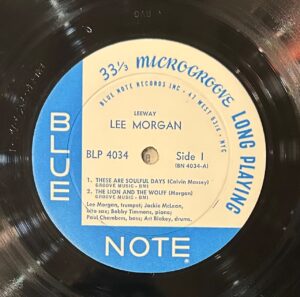 33⅓ MICROGROOVE LONG PLAYING
BLUE NOTE RECORDS INC · 47 WEST 63rd · NYC
LEEWAY
LEE MORGAN
BLP 4034 Side 1
(BN 4034-A)
1. THESE ARE SOULFUL DAYS (Calvin Massey)
GROOVE MUSIC - BMI
2. THE LION AND THE WOLFF (Morgan)
GROOVE MUSIC - BMI
Lee Morgan, trumpet; Jackie McLean,
alto sax; Bobby Timmons, piano;
Paul Chambers, bass; Art Blakey, drums.
BLUE
NOTE